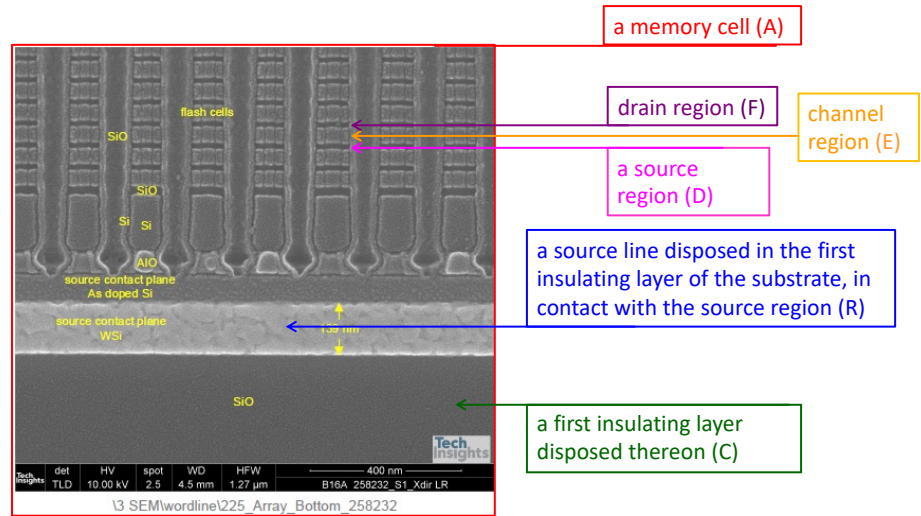 a memory cell (A)
flash cells
drain region (F)
channel
region (E)
SiO
a source
region (D)
SiO
Si
Si
AlO
source contact plane
As doped Si
a source line disposed in the first
insulating layer of the substrate, in
contact with the source region (R)
source contact plane
WSi
139 nm
SiO
a first insulating layer
disposed thereon (C)
Tech
Insights
Tech
Insights
det HV spot WD HFW 400 nm
TLD 10.00 kV 2.5 4.5 mm 1.27 µm B16A_258232_S1_Xdir LR
\3 SEM\wordline\225_Array_Bottom_258232